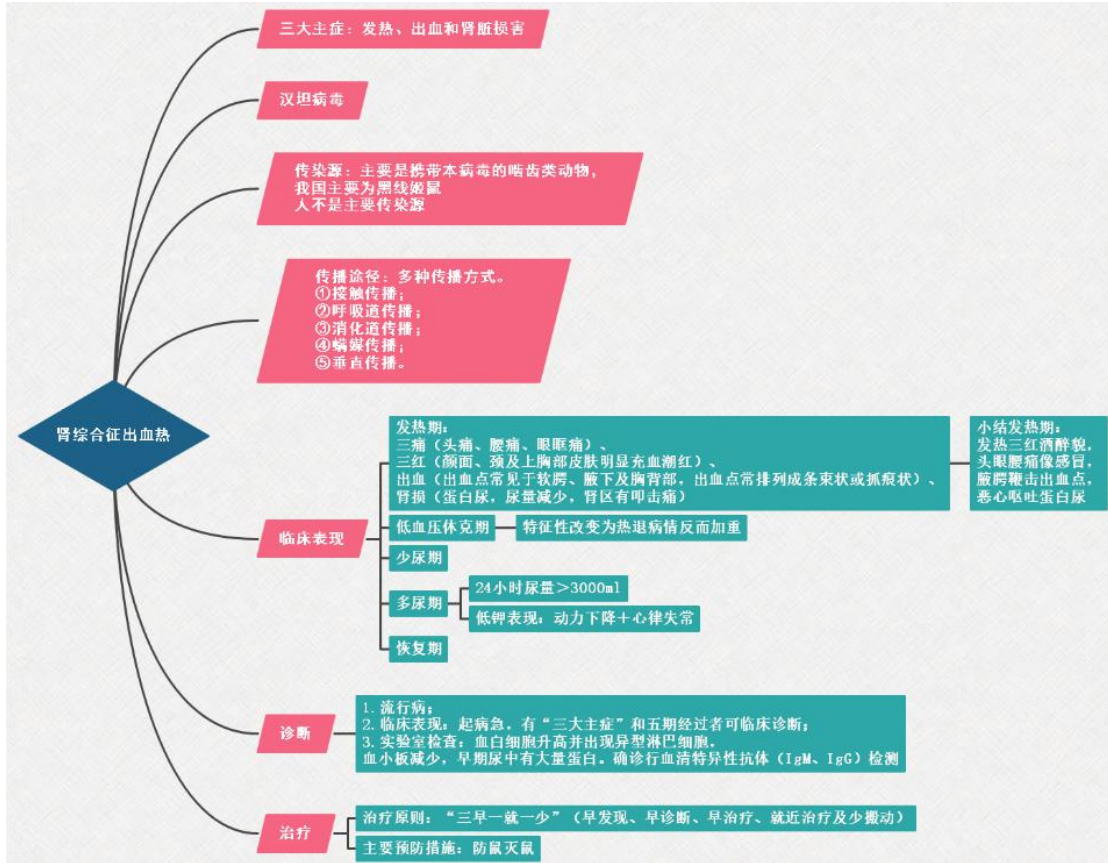 三大主症：发热、出血和肾脏损害
汉坦病毒
传染源：主要是携带本病毒的啮齿类动物，
我国主要为黑线姬鼠
人不是主要传染源
传播途径：多种传播方式。
①接触传播；
②呼吸道传播；
③消化道传播；
④螨媒传播；
⑤垂直传播。
肾综合征出血热
临床表现
发热期：
三痛（头痛、腰痛、眼眶痛）、
三红（颜面、颈及上胸部皮肤明显充血潮红）、
出血（出血点常见于软腭、腋下及胸背部，出血点常排列成条束状或抓痕状）、
肾损（蛋白尿，尿量减少，肾区有叩击痛）
小结发热期：
发热三红酒醉貌，
头眼腰痛像感冒，
腋腭鞭击出血点，
恶心呕吐蛋白尿
低血压休克期
特征性改变为热退病情反而加重
少尿期
多尿期
24小时尿量＞3000ml
低钾表现：动力下降＋心律失常
恢复期
诊断
1. 流行病；
2. 临床表现：起病急，有“三大主症”和五期经过者可临床诊断；
3. 实验室检查：血白细胞升高并出现异型淋巴细胞，
血小板减少，早期尿中有大量蛋白。确诊行血清特异性抗体（IgM、IgG）检测
治疗
治疗原则：“三早一就一少”（早发现、早诊断、早治疗、就近治疗及少搬动）
主要预防措施：防鼠灭鼠